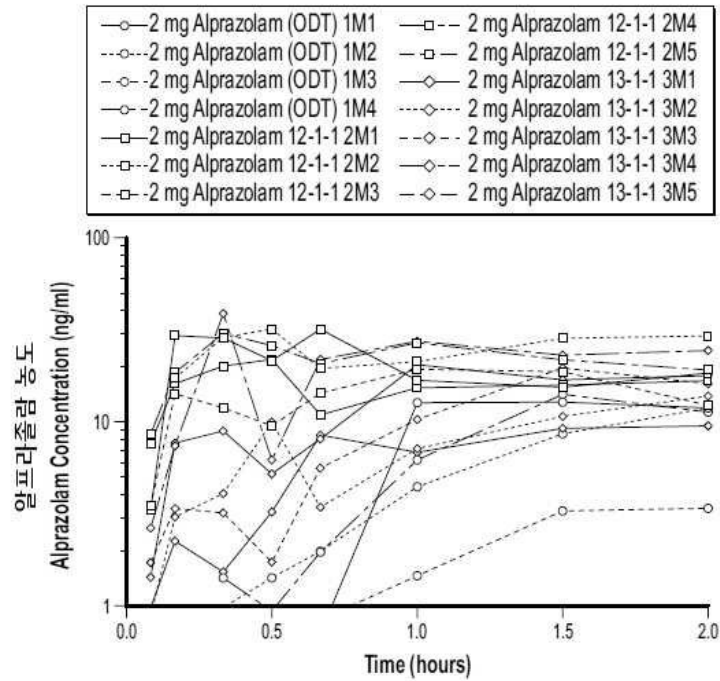 2 mg Alprazolam (ODT) 1M1
2 mg Alprazolam (ODT) 1M2
2 mg Alprazolam (ODT) 1M3
2 mg Alprazolam (ODT) 1M4
2 mg Alprazolam 12-1-1 2M1
2 mg Alprazolam 12-1-1 2M2
2 mg Alprazolam 12-1-1 2M3
2 mg Alprazolam 12-1-1 2M4
2 mg Alprazolam 12-1-1 2M5
2 mg Alprazolam 13-1-1 3M1
2 mg Alprazolam 13-1-1 3M2
2 mg Alprazolam 13-1-1 3M3
2 mg Alprazolam 13-1-1 3M4
2 mg Alprazolam 13-1-1 3M5
알프라졸람 농도
Alprazolam Concentration (ng/ml)
100
10
1
0.0 0.5 1.0 1.5 2.0
Time (hours)